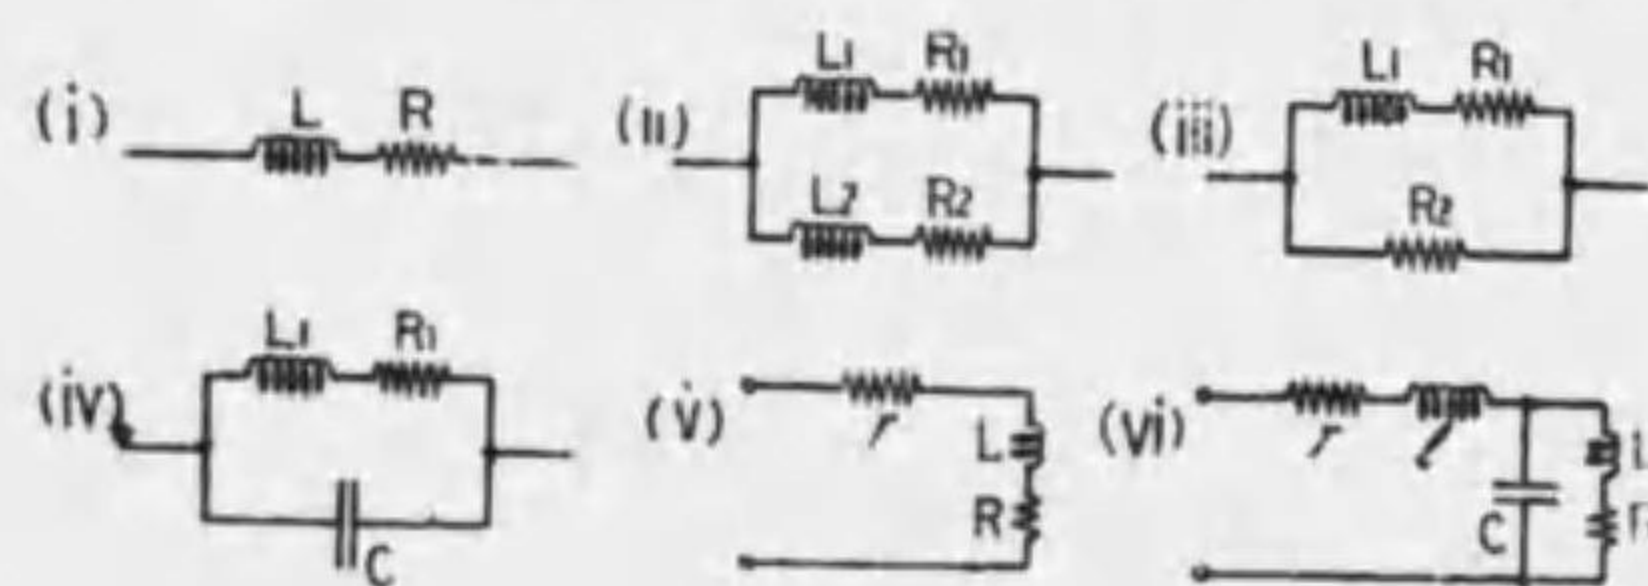 (i) L R
(ii) L1 R1
L2 R2
(iii) L1 R1
R2
(iv) L1 R1
C
(v) r
L
R
(vi) r l
C